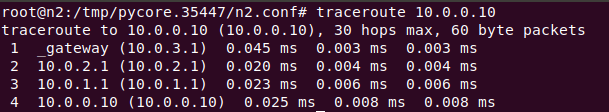 root@n2:/tmp/pycore.35447/n2.conf# traceroute 10.0.0.10
traceroute to 10.0.0.10 (10.0.0.10), 30 hops max, 60 byte packets
 1  _gateway (10.0.3.1)  0.045 ms  0.003 ms  0.003 ms
 2  10.0.2.1 (10.0.2.1)  0.020 ms  0.004 ms  0.004 ms
 3  10.0.1.1 (10.0.1.1)  0.023 ms  0.006 ms  0.006 ms
 4  10.0.0.10 (10.0.0.10)  0.025 ms  0.008 ms  0.008 ms